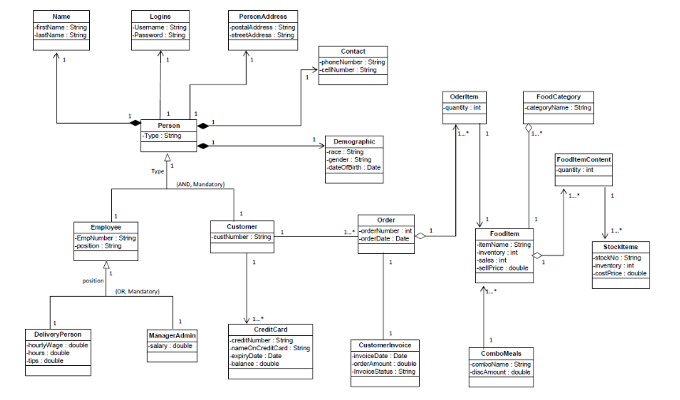 Name
-firstName : String
-lastName : String
Logins
-Username : String
-Password : String
PersonAddress
-postalAddress : String
-streetAddress : String
Contact
-phoneNumber : String
-cellNumber : String
1
1
1
1
1
1
1
1
Person
-Type : String
1
1
Demographic
-race : String
-gender : String
-dateOfBirth : Date
1
Type
1
(AND, Mandatory)
1
1
OderItem
-quantity : int
FoodCategory
-categoryName : String
1...*
1
1...*
FoodItemContent
-quantity : int
1...*
1
Employee
-EmpNumber : String
-position : String
Customer
-custNumber : String
1
1...*
Order
-orderNumber : int
-orderDate : Date
1
1
1
FoodItem
-itemName : String
-inventory : int
-sales : int
-sellPrice : double
1
1...*
StockItems
-stockNo : String
-inventory : int
-costPrice : double
position
1
(OR, Mandatory)
1
1
1
1...*
1
1
1...*
1
DeliveryPerson
-hourlyWage : double
-hours : double
-tips : double
ManagerAdmin
-salary : double
CreditCard
-creditNumber : String
-nameOnCreditCard : String
-expiryDate : Date
-balance : double
CustomerInvoice
-invoiceDate : Date
-orderAmount : double
-InvoiceStatus : String
ComboMeals
-comboName : String
-discAmount : double